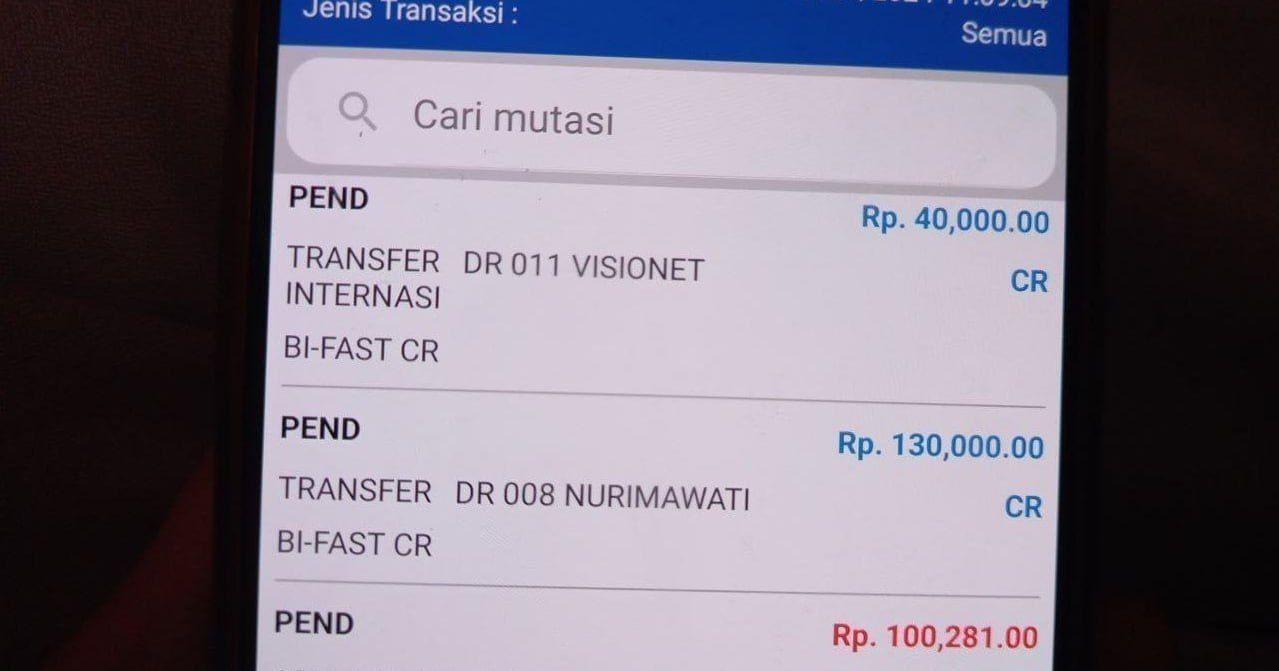 Jenis Transaksi :
Semua
Cari mutasi
PEND
Rp. 40,000.00
TRANSFER DR 011 VISIONET
INTERNASI
CR
BI-FAST CR
PEND
Rp. 130,000.00
TRANSFER DR 008 NURIMAWATI
CR
BI-FAST CR
PEND
Rp. 100,281.00